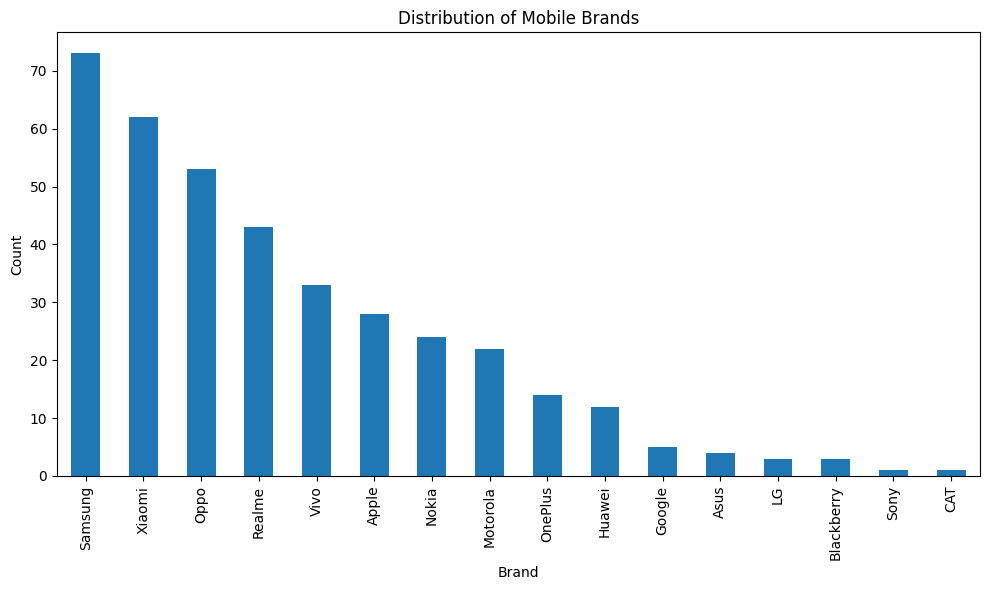 Distribution of Mobile Brands
Count
70
60
50
40
30
20
10
0
Samsung
Xiaomi
Oppo
Realme
Vivo
Apple
Nokia
Motorola
OnePlus
Huawei
Google
Asus
LG
Blackberry
Sony
CAT
Brand